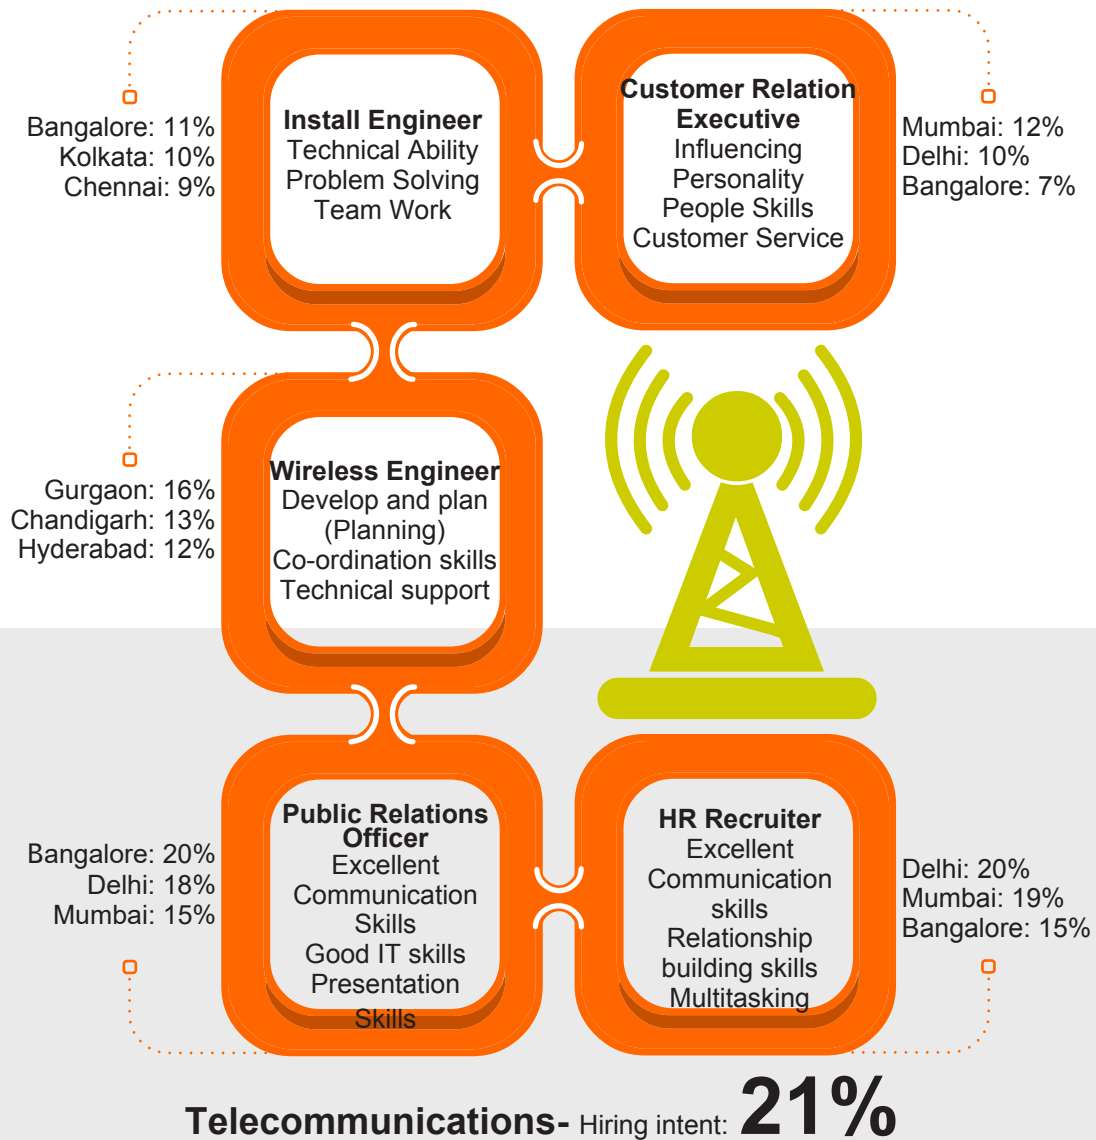 Bangalore: 11%
Kolkata: 10%
Chennai: 9%
Install Engineer
Technical Ability
Problem Solving
Team Work
Customer Relation
Executive
Influencing
Personality
People Skills
Customer Service
Mumbai: 12%
Delhi: 10%
Bangalore: 7%
Gurgaon: 16%
Chandigarh: 13%
Hyderabad: 12%
Wireless Engineer
Develop and plan
(Planning)
Co-ordination skills
Technical support
Bangalore: 20%
Delhi: 18%
Mumbai: 15%
Public Relations
Officer
Excellent
Communication
Skills
Good IT skills
Presentation
Skills
HR Recruiter
Excellent
Communication
skills
Relationship
building skills
Multitasking
Delhi: 20%
Mumbai: 19%
Bangalore: 15%
Telecommunications- Hiring intent: 21%